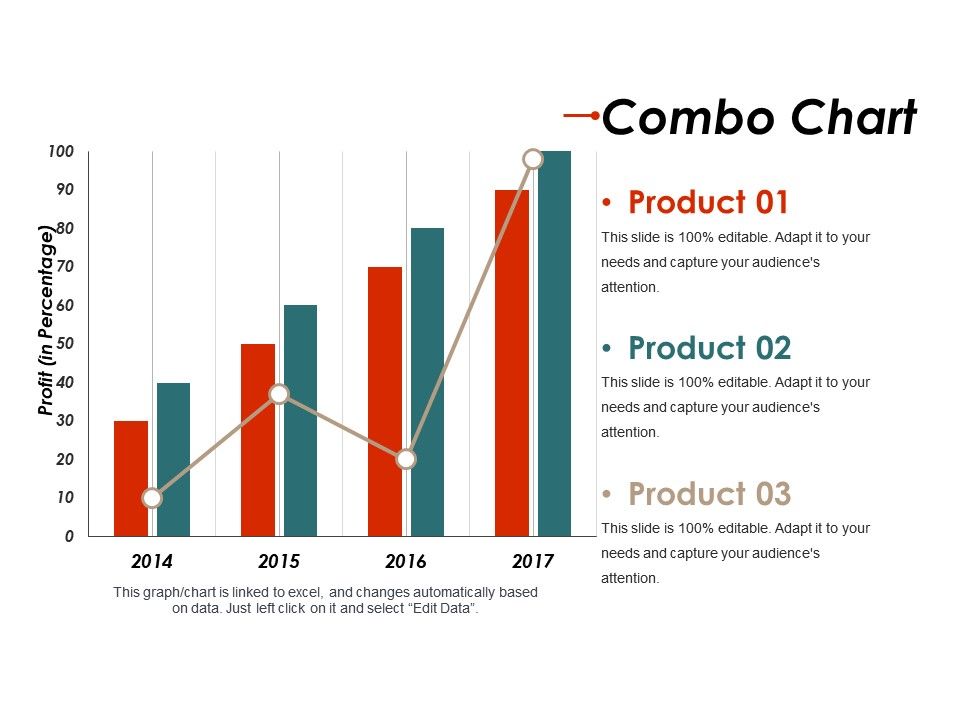 Combo Chart
Profit (in Percentage)
100
90
80
70
60
50
40
30
20
10
0
2014 2015 2016 2017
This graph/chart is linked to excel, and changes automatically based
on data. Just left click on it and select “Edit Data”.
• Product 01
This slide is 100% editable. Adapt it to your
needs and capture your audience's
attention.
• Product 02
This slide is 100% editable. Adapt it to your
needs and capture your audience's
attention.
• Product 03
This slide is 100% editable. Adapt it to your
needs and capture your audience's
attention.